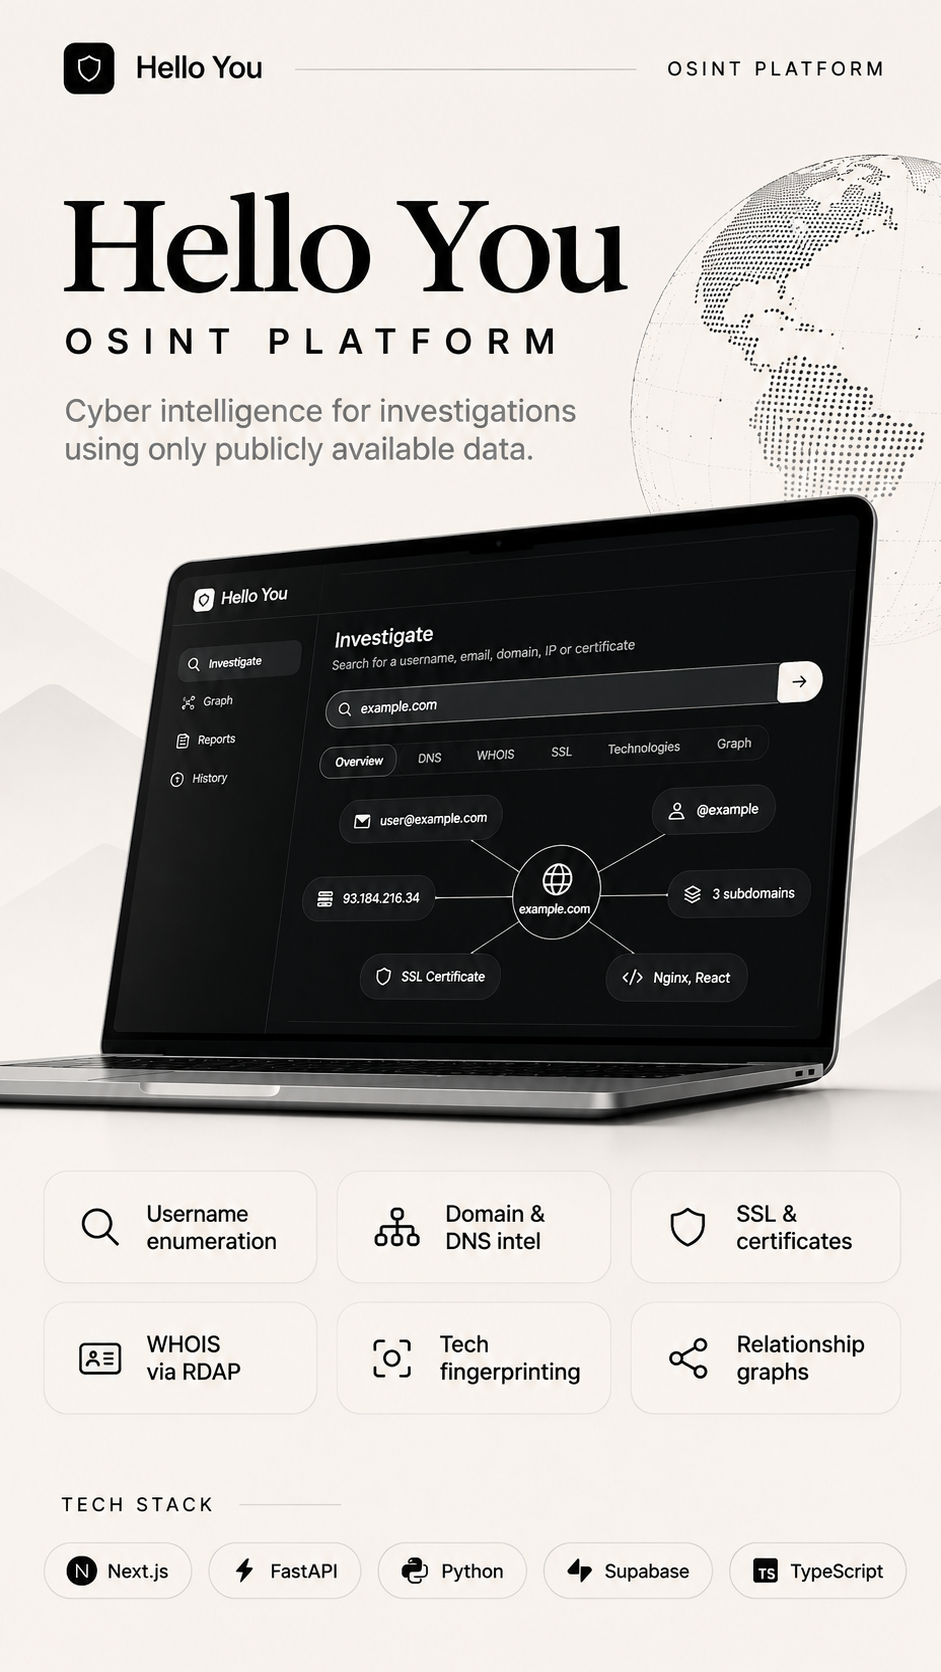 Hello You
OSINT PLATFORM
Hello You
OSINT PLATFORM
Cyber intelligence for investigations
using only publicly available data.
Hello You
Investigate
Graph
Reports
History
Investigate
Search for a username, email, domain, IP or certificate
example.com
Overview DNS WHOIS SSL Technologies Graph
user@example.com
@example
93.184.216.34
example.com
3 subdomains
SSL Certificate
Nginx, React
Username
enumeration
Domain &
DNS intel
SSL &
certificates
WHOIS
via RDAP
Tech
fingerprinting
Relationship
graphs
TECH STACK
N Next.js
FastAPI
Python
Supabase
TS TypeScript